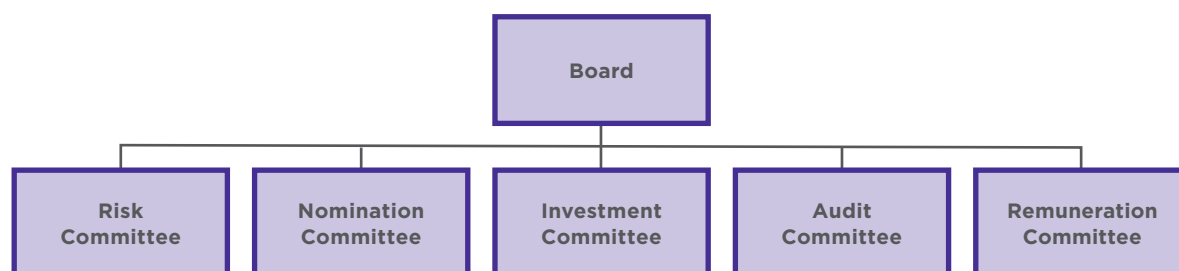 Board
Risk
Committee
Nomination
Committee
Investment
Committee
Audit
Committee
Remuneration
Committee